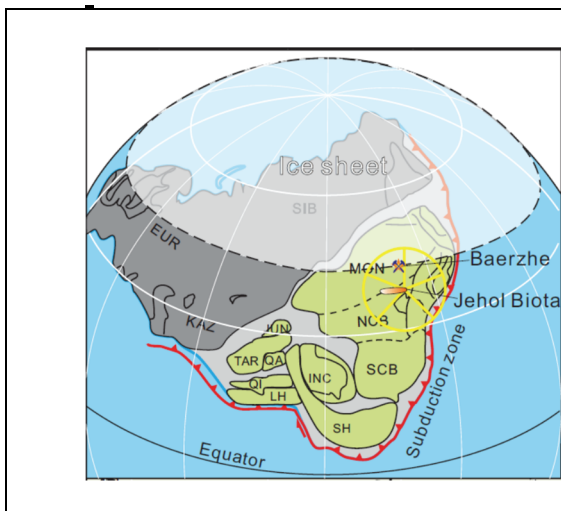 Ice sheet
SIB
EUR
MON
Baerzhe
Jehol Biota
KAZ
NCB
JUN
TAR
QA
QI
INC
SCB
LH
SH
Subduction zone
Equator